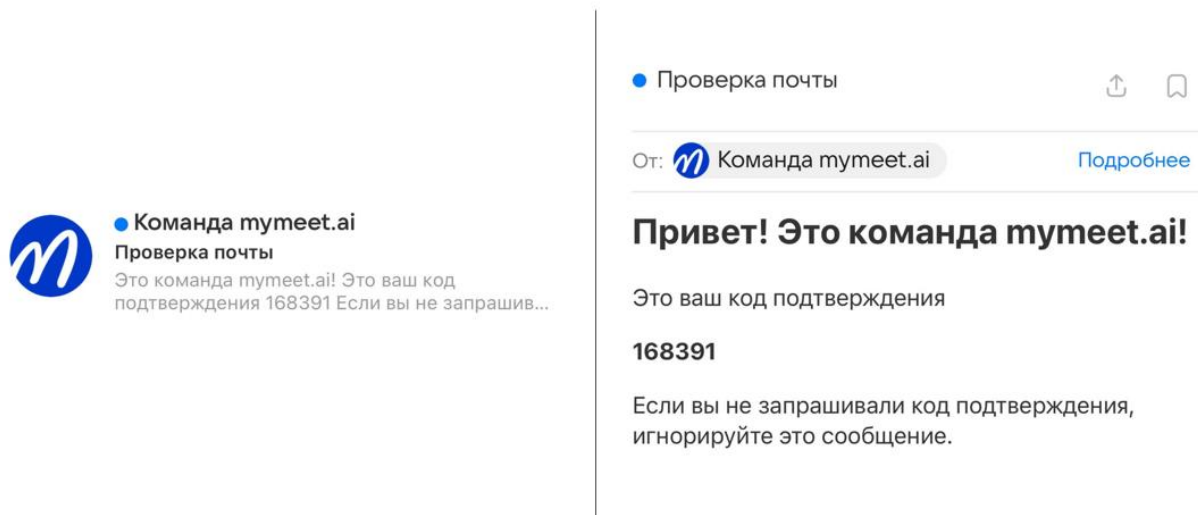 Команда mymeet.ai
Проверка почты
Это команда mymeet.ai! Это ваш код
подтверждения 168391 Если вы не запрашив...
Проверка почты
От: Команда mymeet.ai Подробнее
Привет! Это команда mymeet.ai!
Это ваш код подтверждения
168391
Если вы не запрашивали код подтверждения,
игнорируйте это сообщение.